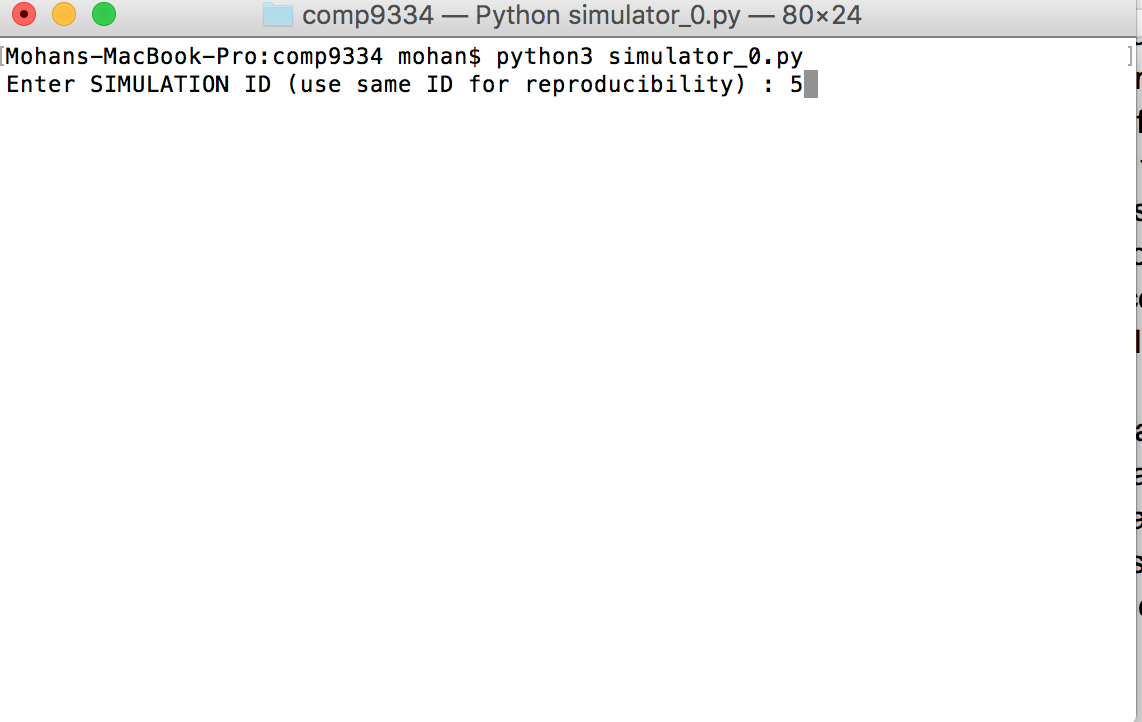 comp9334 — Python simulator_0.py — 80×24
[Mohans-MacBook-Pro:comp9334 mohan$ python3 simulator_0.py ]
Enter SIMULATION ID (use same ID for reproducibility) : 5